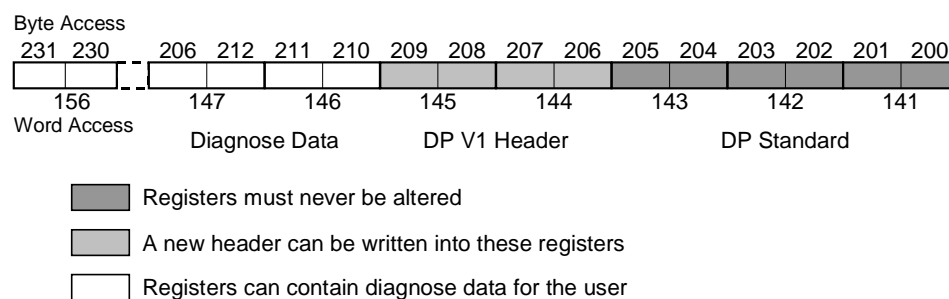 Byte Access
231 230 206 212 211 210 209 208 207 206 205 204 203 202 201 200
156 147 146 145 144 143 142 141
Word Access
Diagnose Data DP V1 Header DP Standard
Registers must never be altered
A new header can be written into these registers
Registers can contain diagnose data for the user